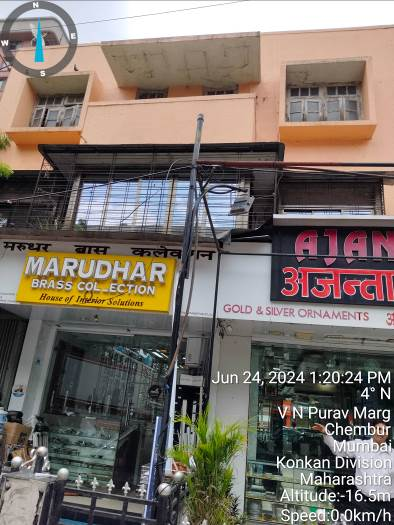 N
E
S
W
मरुधर ब्रास कलेक्शन
MARUDHAR
BRASS COLLECTION
House of Interior Solutions
AJAN
अजन्ता
GOLD & SILVER ORNAMENTS
Jun 24, 2024 1:20:24 PM
4° N
V N Purav Marg
Chembur
Mumbai
Konkan Division
Maharashtra
Altitude:-16.5m
Speed:0.0km/h